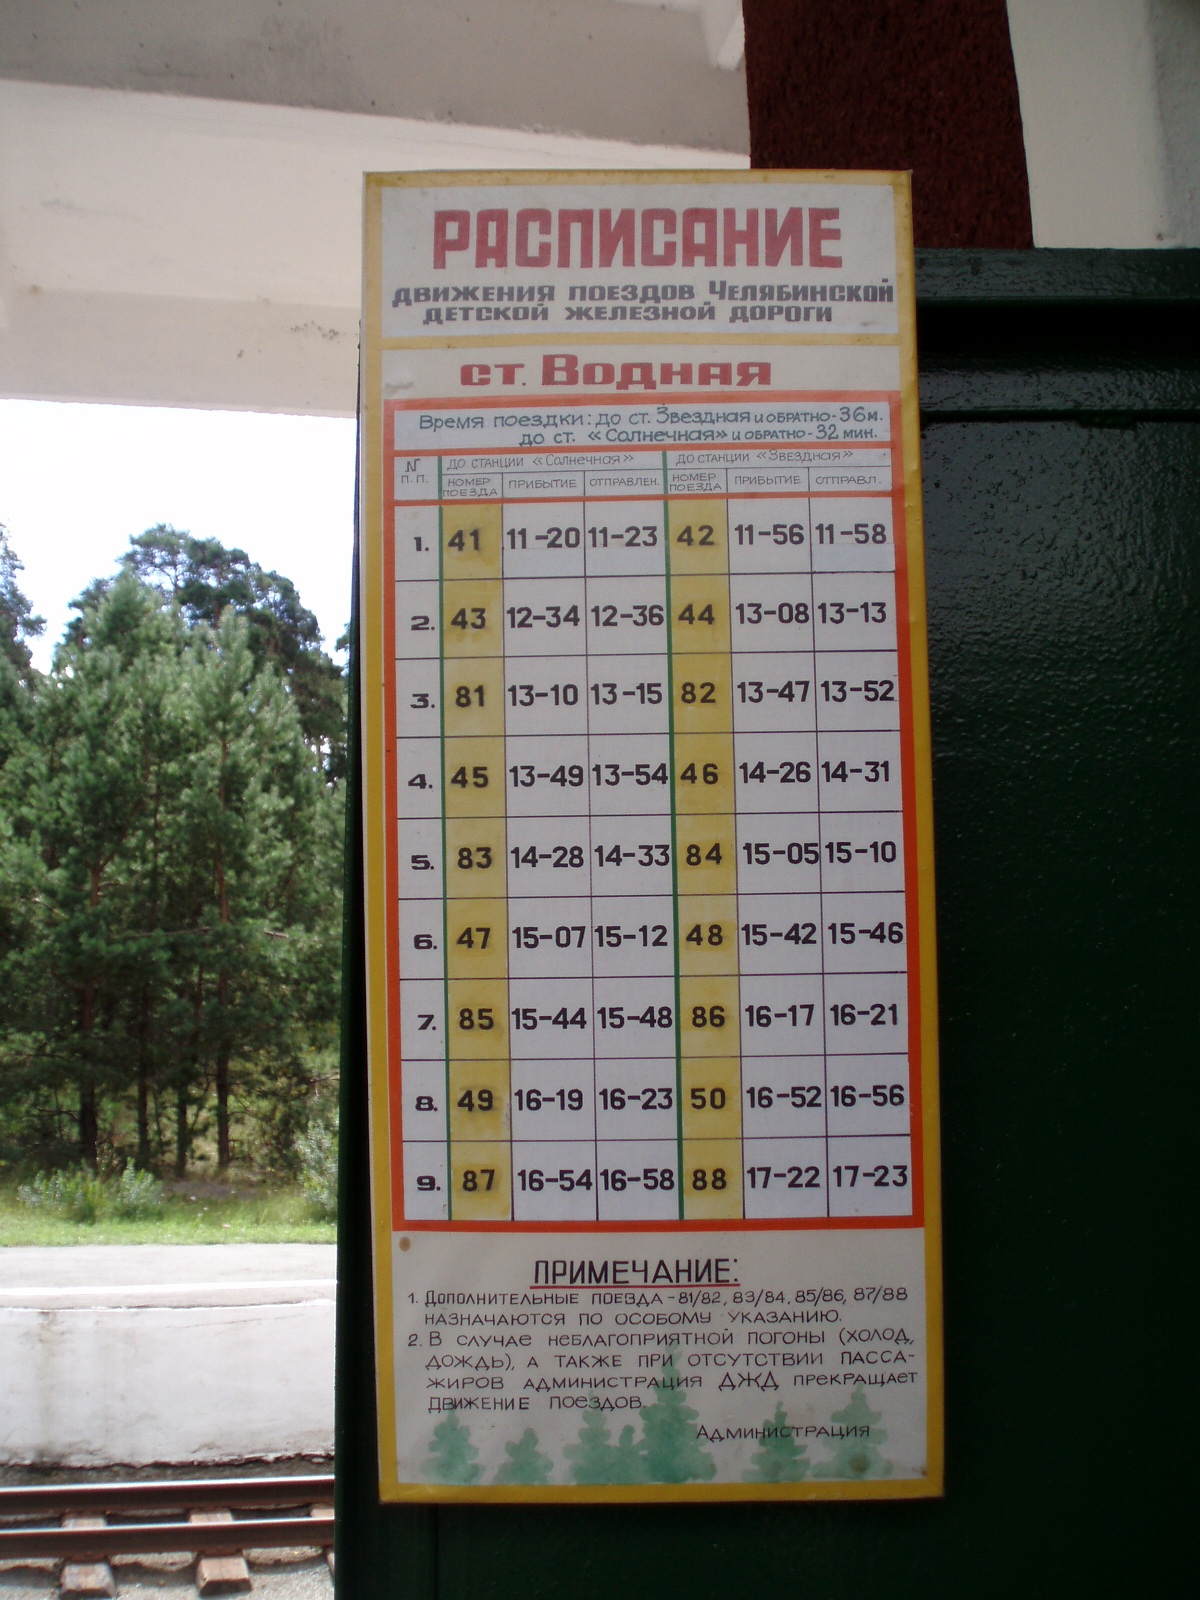 РАСПИСАНИЕ
ДВИЖЕНИЯ ПОЕЗДОВ ЧЕЛЯБИНСКОЙ
ДЕТСКОЙ ЖЕЛЕЗНОЙ ДОРОГИ
СТ. ВОДНАЯ
ВРЕМЯ ПОЕЗДКИ: ДО СТ. ЗВЕЗДНАЯ И ОБРАТНО-36М.
ДО СТ. «СОЛНЕЧНАЯ» И ОБРАТНО-32 МИН.
N П.П. ДО СТАНЦИИ «СОЛНЕЧНАЯ» ДО СТАНЦИИ «ЗВЕЗДНАЯ»
НОМЕР ПОЕЗДА ПРИБЫТИЕ ОТПРАВЛЕН. НОМЕР ПОЕЗДА ПРИБЫТИЕ ОТПРАВЛ.
1. 41 11-20 11-23 42 11-56 11-58
2. 43 12-34 12-36 44 13-08 13-13
3. 81 13-10 13-15 82 13-47 13-52
4. 45 13-49 13-54 46 14-26 14-31
5. 83 14-28 14-33 84 15-05 15-10
6. 47 15-07 15-12 48 15-42 15-46
7. 85 15-44 15-48 86 16-17 16-21
8. 49 16-19 16-23 50 16-52 16-56
9. 87 16-54 16-58 88 17-22 17-23
ПРИМЕЧАНИЕ:
1. ДОПОЛНИТЕЛЬНЫЕ ПОЕЗДА-81/82, 83/84, 85/86, 87/88
НАЗНАЧАЮТСЯ ПО ОСОБОМУ УКАЗАНИЮ.
2. В СЛУЧАЕ НЕБЛАГОПРИЯТНОЙ ПОГОНЫ (ХОЛОД,
ДОЖДЬ), А ТАКЖЕ ПРИ ОТСУТСТВИИ ПАССА-
ЖИРОВ АДМИНИСТРАЦИЯ ДЖД ПРЕКРАЩАЕТ
ДВИЖЕНИЕ ПОЕЗДОВ.
АДМИНИСТРАЦИЯ